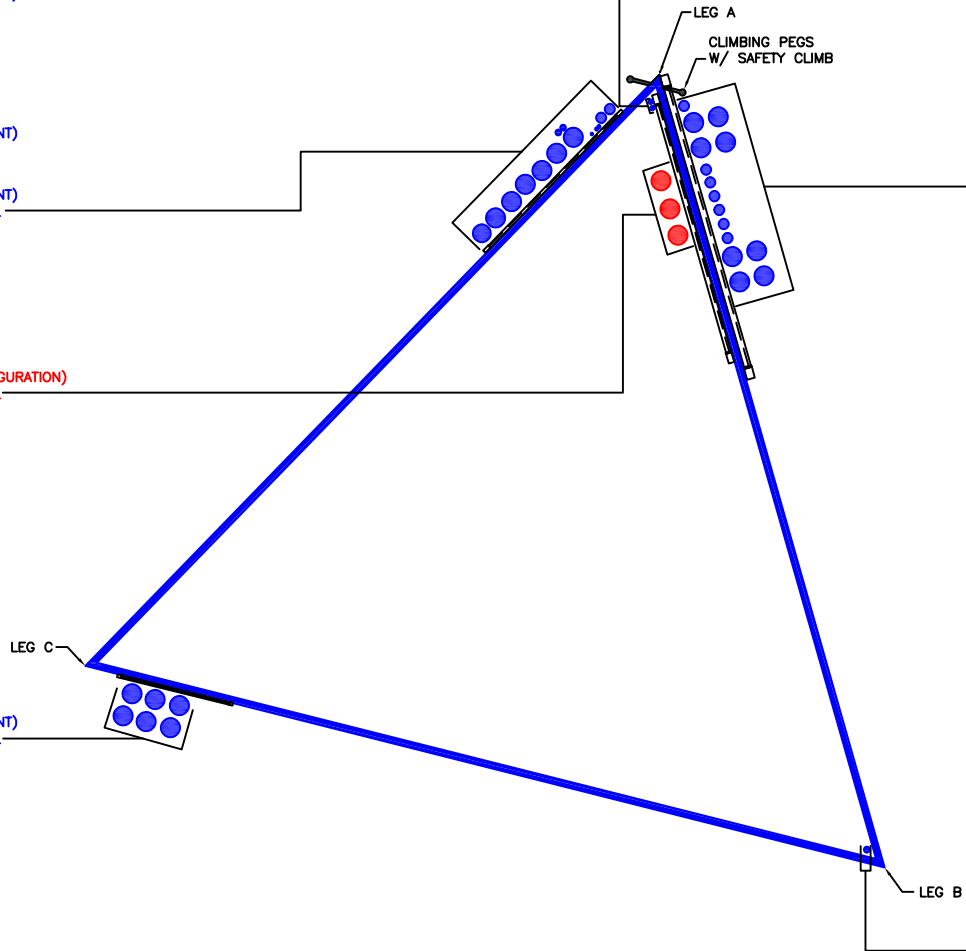 LEG A
CLIMBING PEGS
W/ SAFETY CLIMB
NT)
NT)
GURATION)
LEG C
NT)
LEG B